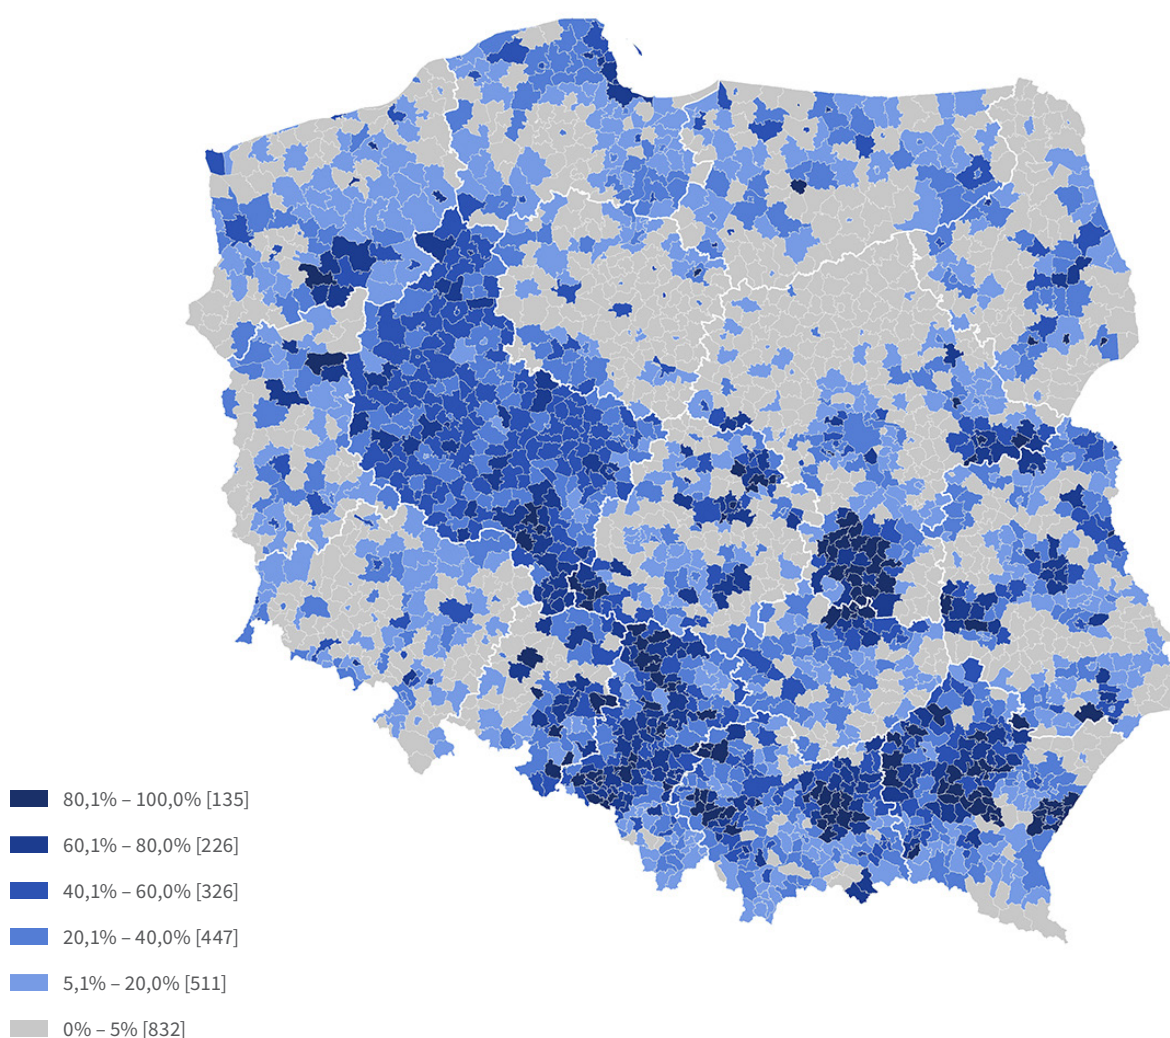 80,1% – 100,0% [135]
60,1% – 80,0% [226]
40,1% – 60,0% [326]
20,1% – 40,0% [447]
5,1% – 20,0% [511]
0% – 5% [832]